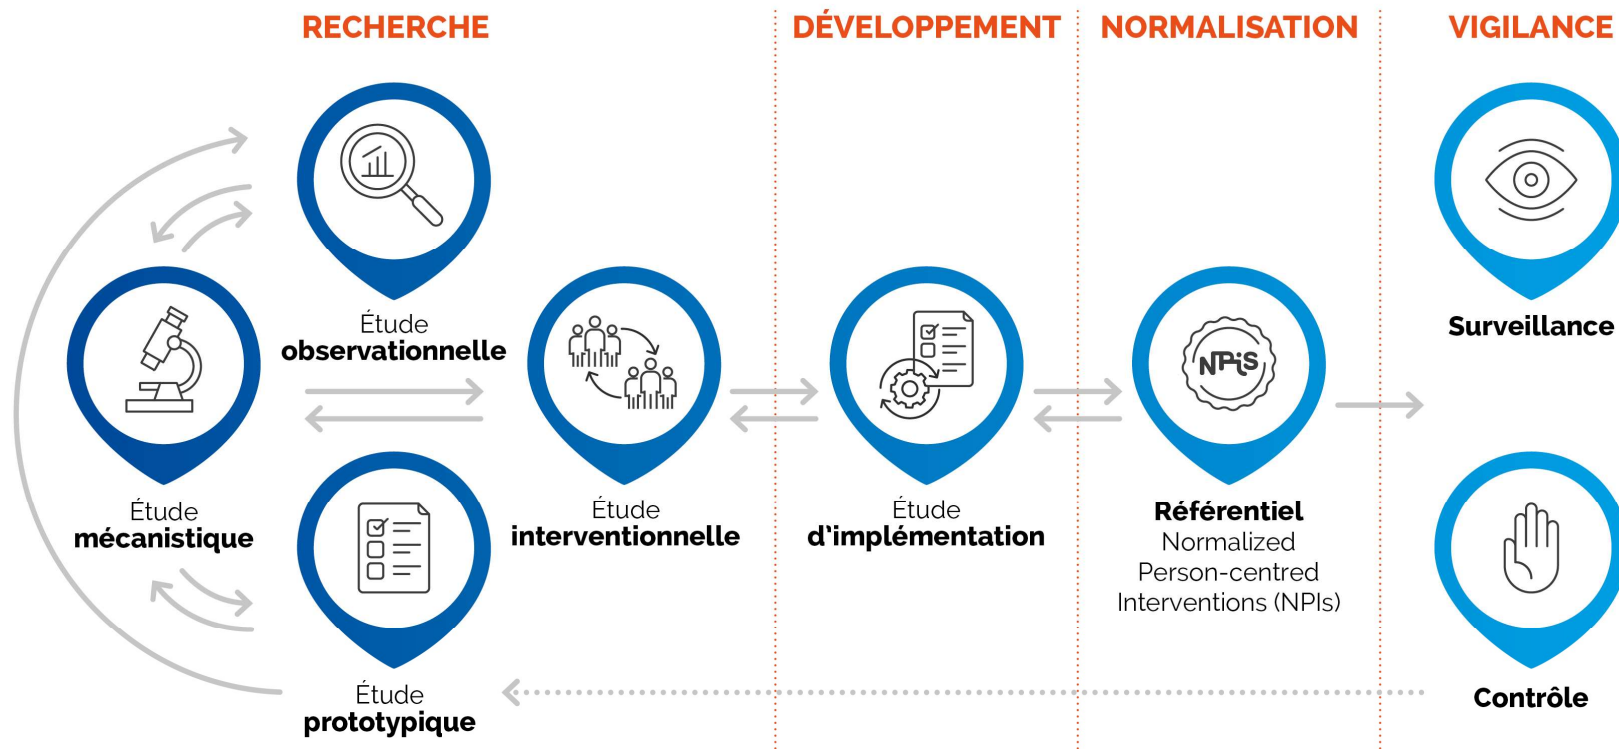 RECHERCHE
DÉVELOPPEMENT
NORMALISATION
VIGILANCE
Étude
observationnelle
Étude
mécanistique
Étude
prototypique
Étude
interventionnelle
Étude
d'implémentation
NPiS
Référentiel
Normalized
Person-centred
Interventions (NPIs)
Surveillance
Contrôle